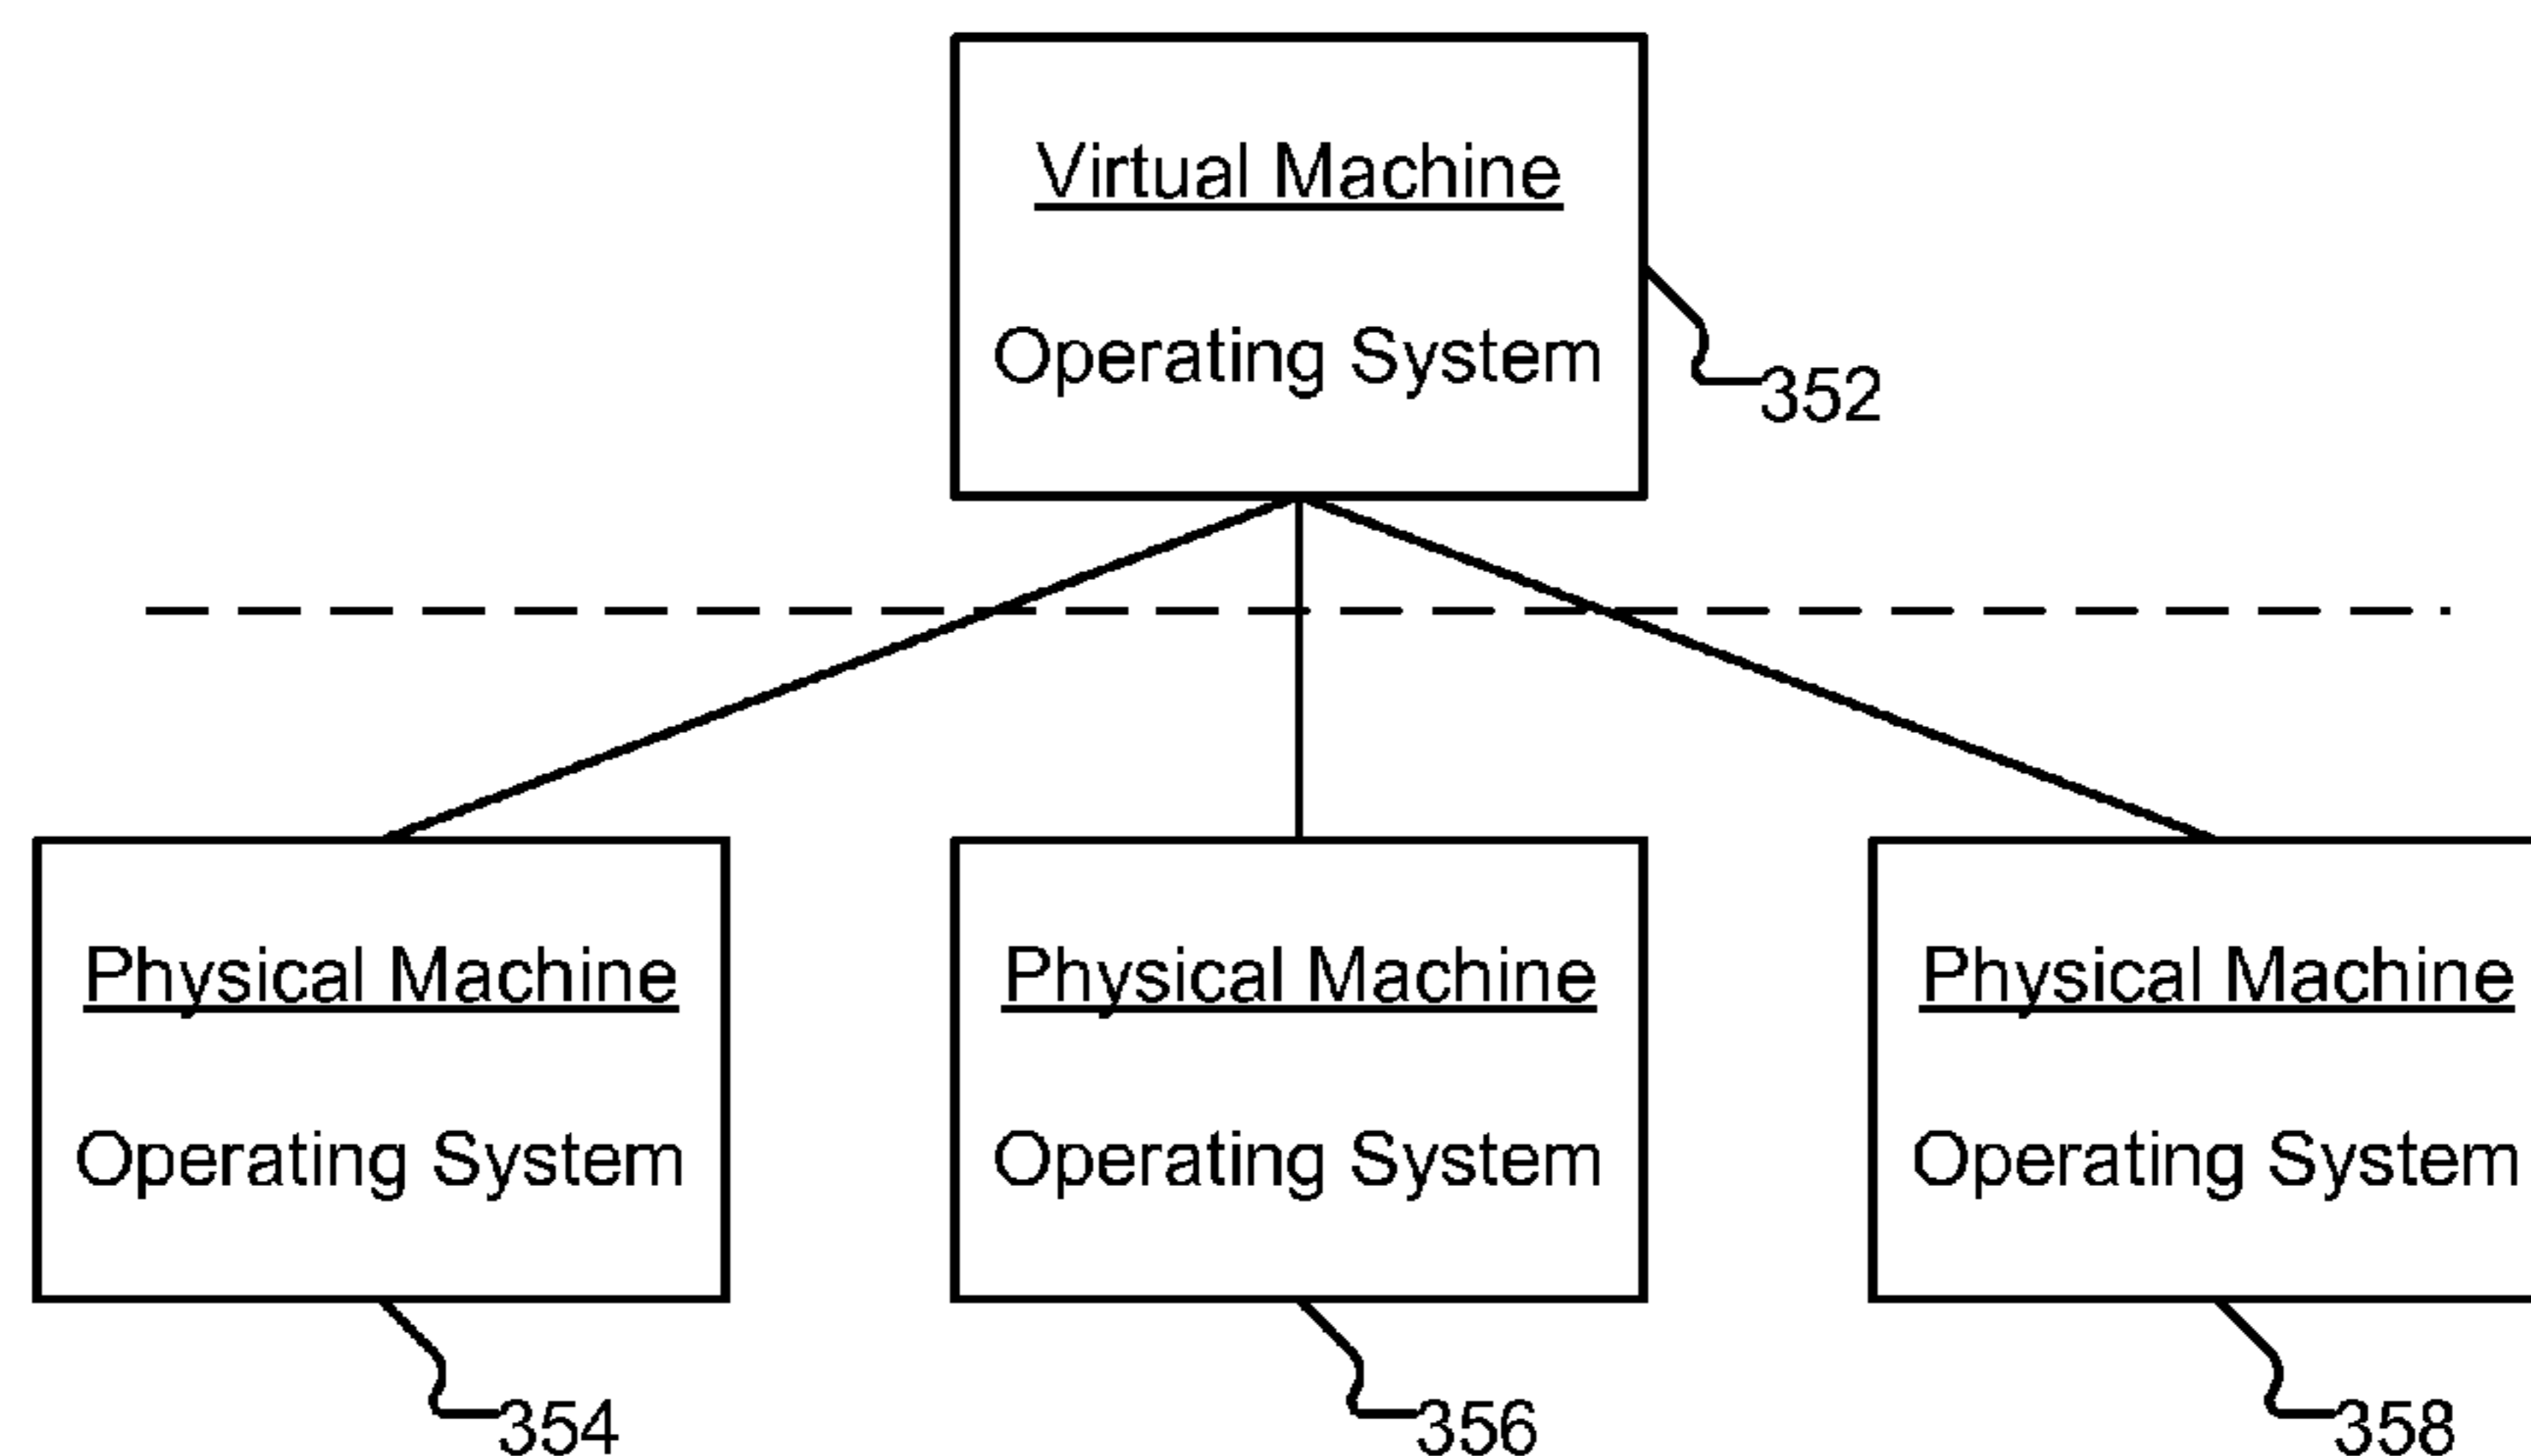 Virtual Machine
Operating System
352
Physical Machine
Operating System
354
Physical Machine
Operating System
356
Physical Machine
Operating System
358